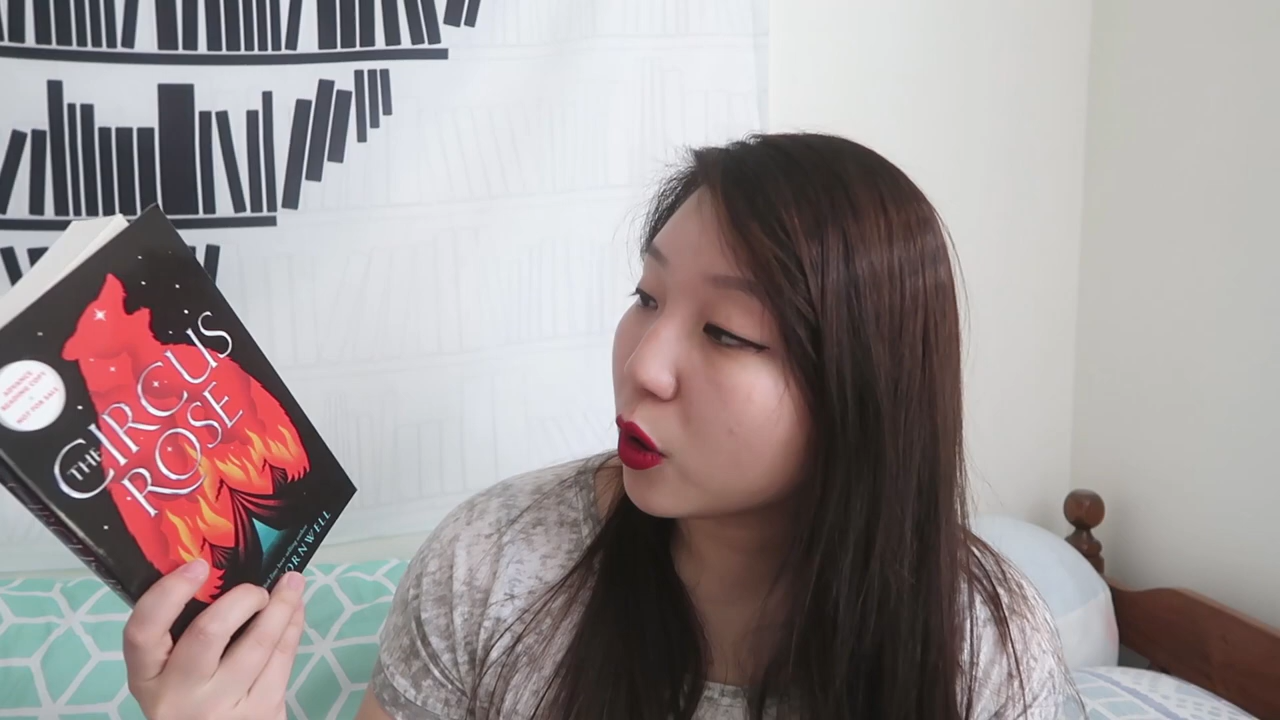 THE
CIRCUS
ROSE
ADVANCE
READING COPY
NOT FOR SALE
ORNWELL